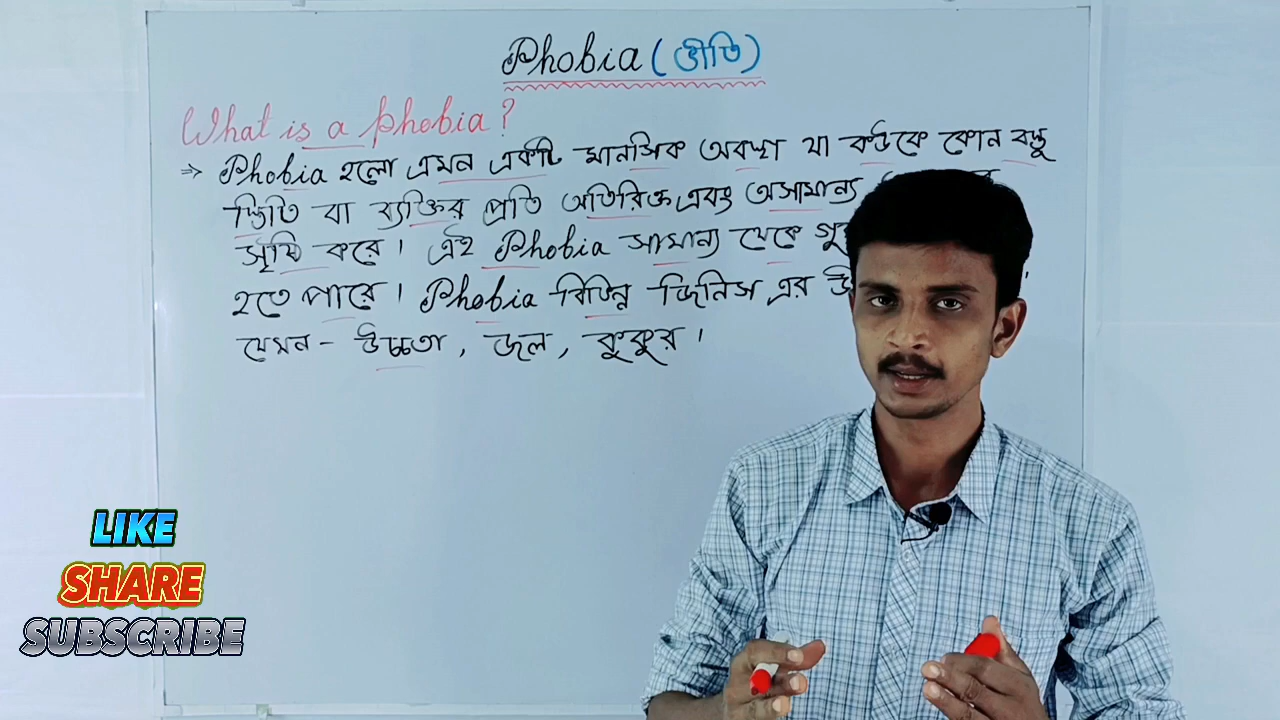 Phobia (ভীতি)
What is a phobia?
⇒ Phobia হলো এমন একটি মানসিক অবস্থা যা কউকে কোন বস্তু
স্থিতি বা ব্যক্তির প্রতি অতিরিক্ত এবং অসামান্য
সৃষ্টি করে। এই Phobia সামান্য থেকে
হতে পারে। Phobia বিভিন্ন জিনিস এর
যেমন - উচ্চতা, জল, কুকুর।
LIKE
SHARE
SUBSCRIBE